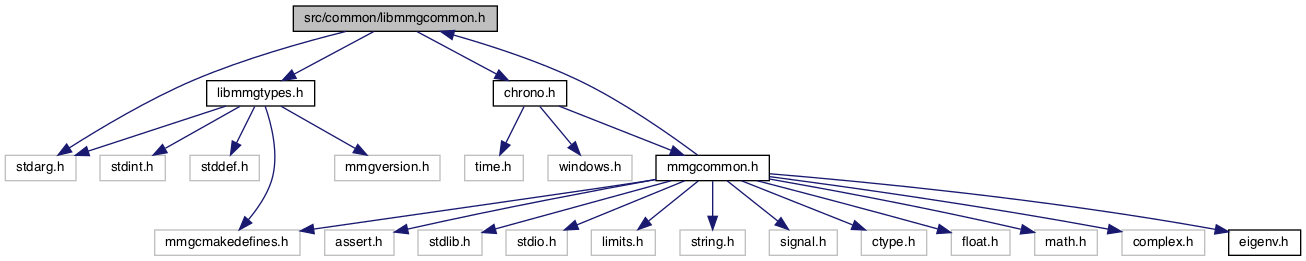 src/common/libmmgcommon.h
libmmgtypes.h
chrono.h
stdarg.h
stdint.h
stddef.h
mmgversion.h
time.h
windows.h
mmgcommon.h
mmgcmakedefines.h
assert.h
stdlib.h
stdio.h
limits.h
string.h
signal.h
ctype.h
float.h
math.h
complex.h
eigenv.h